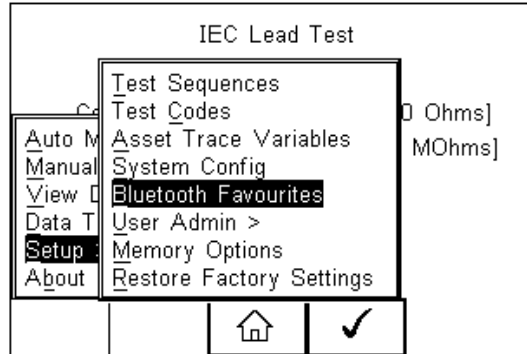 IEC Lead Test
Test Sequences
Test Codes
Ohms]
Asset Trace Variables
MOhms]
System Config
Bluetooth Favourites
User Admin >
Memory Options
Restore Factory Settings
Auto
Manual
View
Data
Setup
About